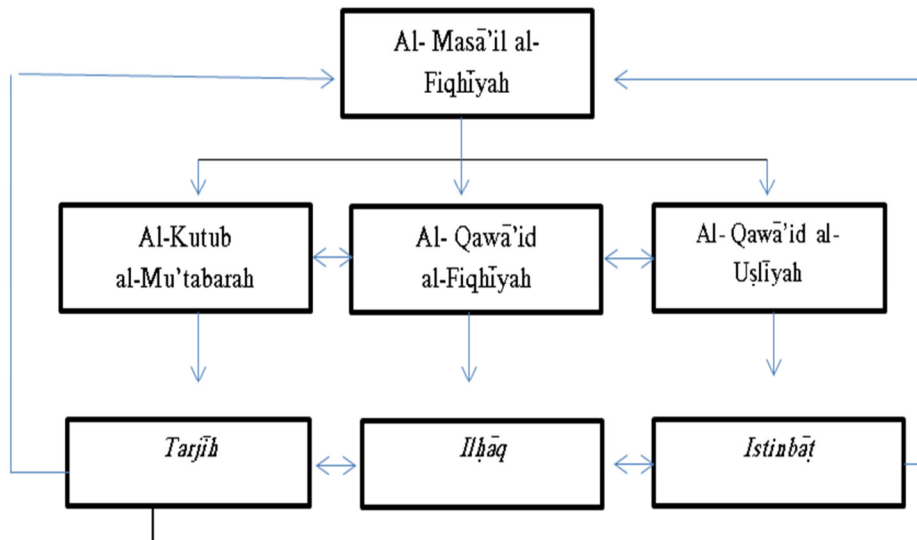 Al- Masā’il al-
Fiqhīyah
Al-Kutub
al-Mu’tabarah
Al- Qawā’id
al-Fiqhīyah
Al- Qawā’id al-
Uṣlīyah
Tarjīh
Ilḥāq
Istinbāṭ